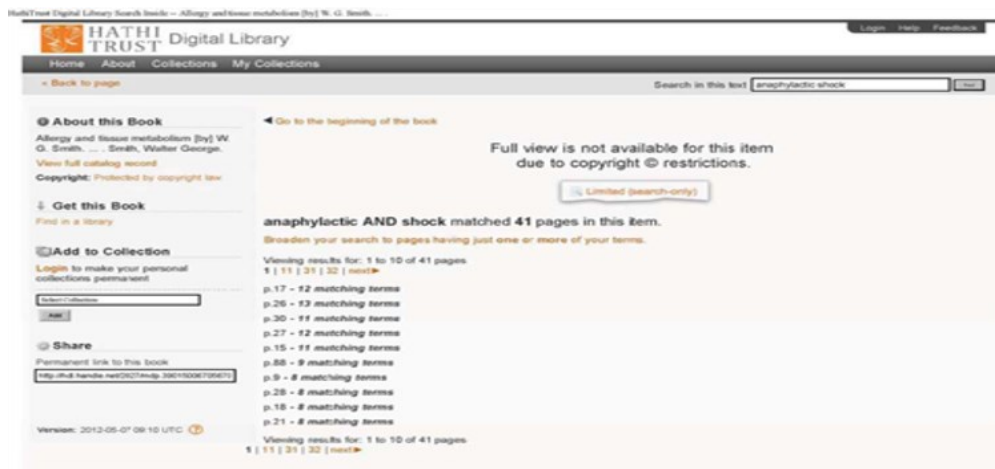 HathiTrust Digital Library Search Inside -- Allergy and tissue metabolism [by] W. G. Smith. ... .
HATHI TRUST Digital Library
Login Help Feedback
Home About Collections My Collections
« Back to page
Search in this text anaphylactic shock
About this Book
Allergy and tissue metabolism [by] W.
G. Smith. ... . Smith, Walter George.
View full catalog record
Copyright: Protected by copyright law
Get this Book
Find in a library
Add to Collection
Login to make your personal
collections permanent
Select Collection
Add
Share
Permanent link to this book
Version: 2012-05-07 09:10 UTC
Go to the beginning of the book
Full view is not available for this item
due to copyright © restrictions.
Limited (search-only)
anaphylactic AND shock matched 41 pages in this item.
Broaden your search to pages having just one or more of your terms.
Viewing results for: 1 to 10 of 41 pages
1 | 11 | 31 | 32 | next►
p.17 - 12 matching terms
p.26 - 13 matching terms
p.30 - 11 matching terms
p.27 - 12 matching terms
p.15 - 11 matching terms
p.88 - 9 matching terms
p.9 - 8 matching terms
p.28 - 8 matching terms
p.18 - 8 matching terms
p.21 - 8 matching terms
Viewing results for: 1 to 10 of 41 pages
1 | 11 | 31 | 32 | next►